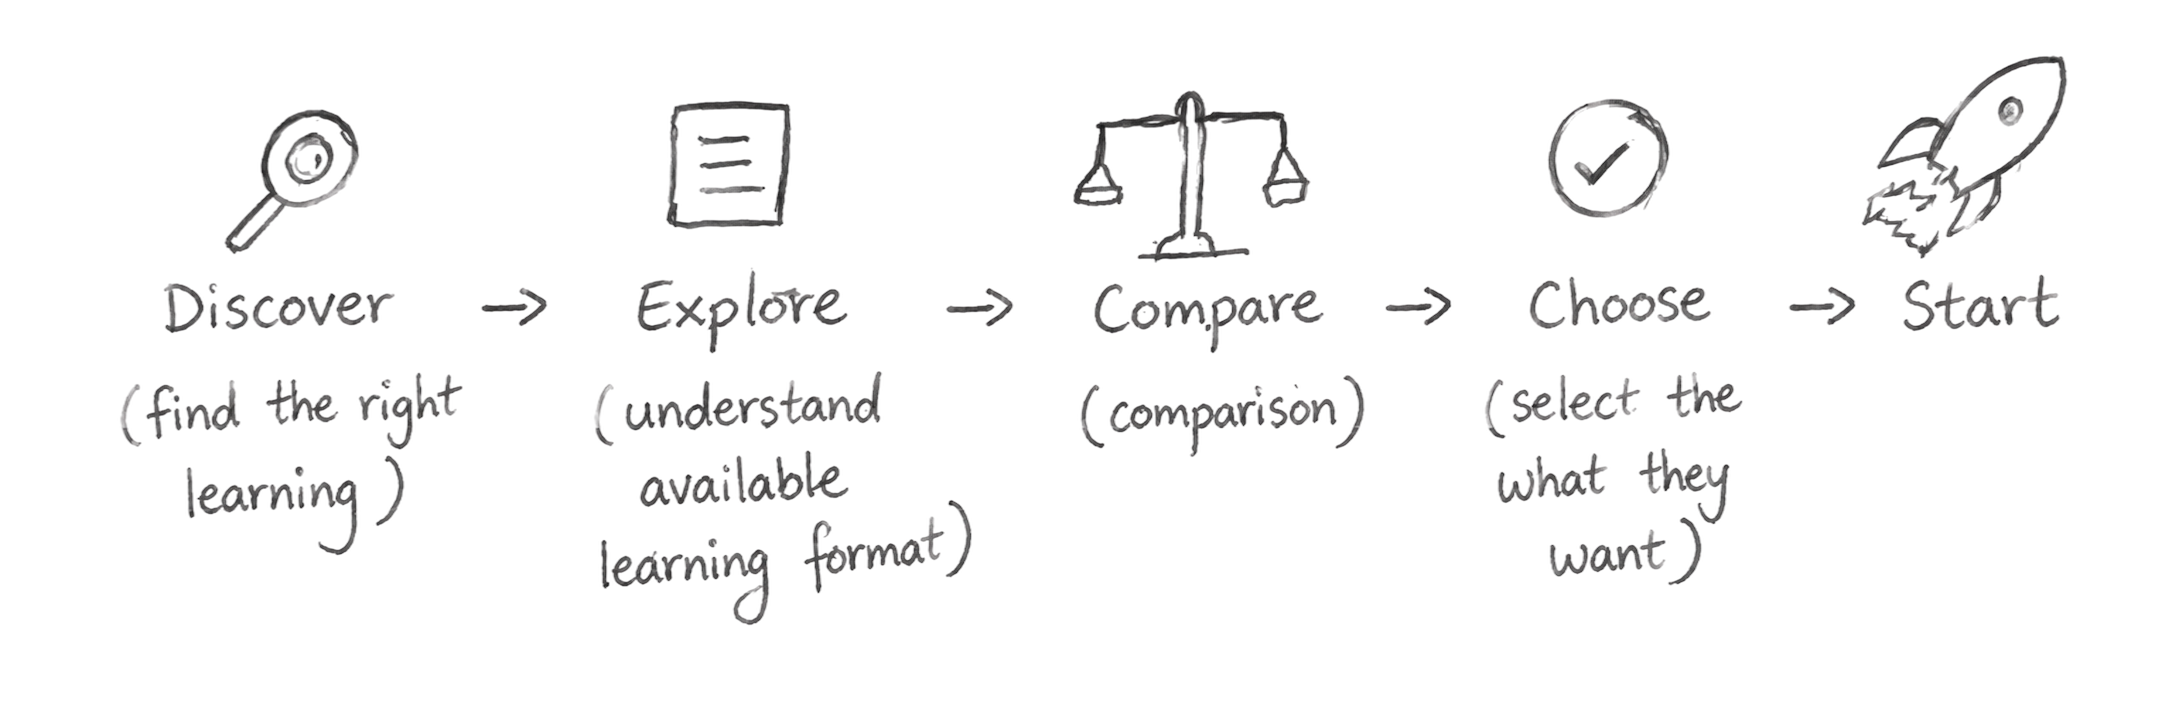 Discover → Explore → Compare → Choose → Start
(find the right
learning)
(understand
available
learning format)
(comparison)
(select the
what they
want)